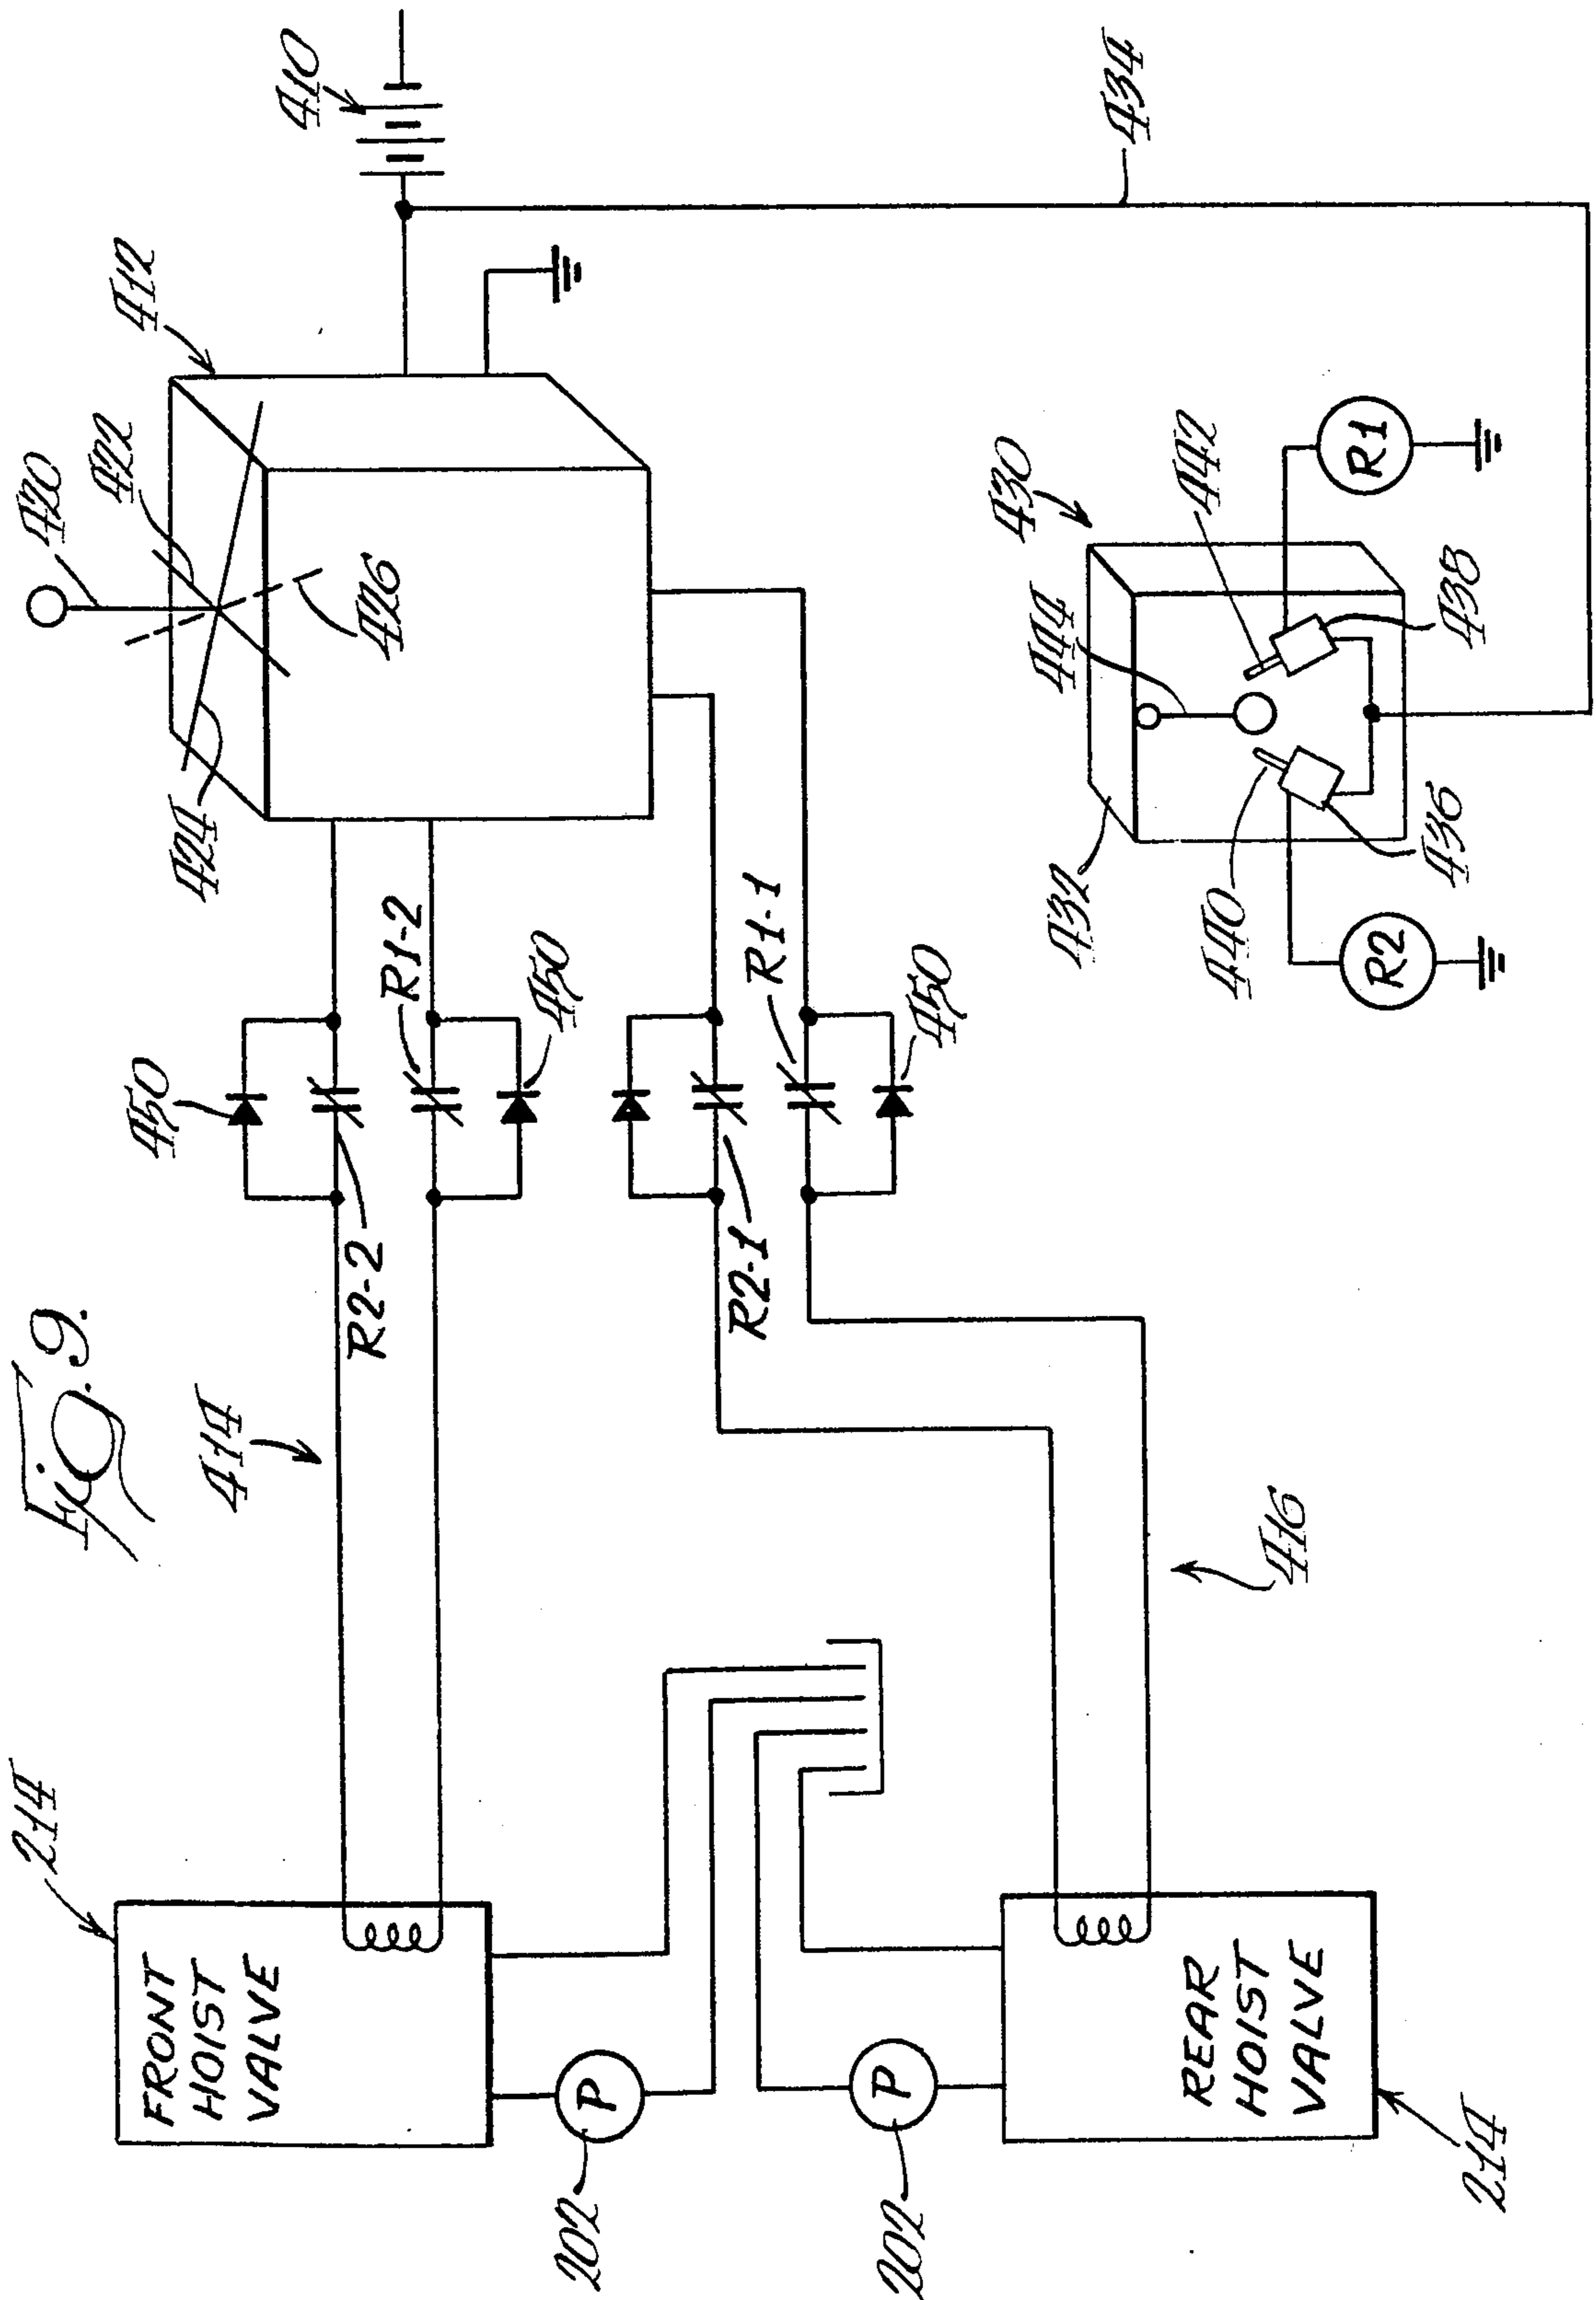 Fig. 9.
410
412
420
422
424
426
414
R2-2
R1-2
450
450
R2-1
R1-1
450
416
434
430
432
444
442
440
436
438
R1
R2
214
FRONT
HOIST
VALVE
P
202
P
202
REAR
HOIST
VALVE
214